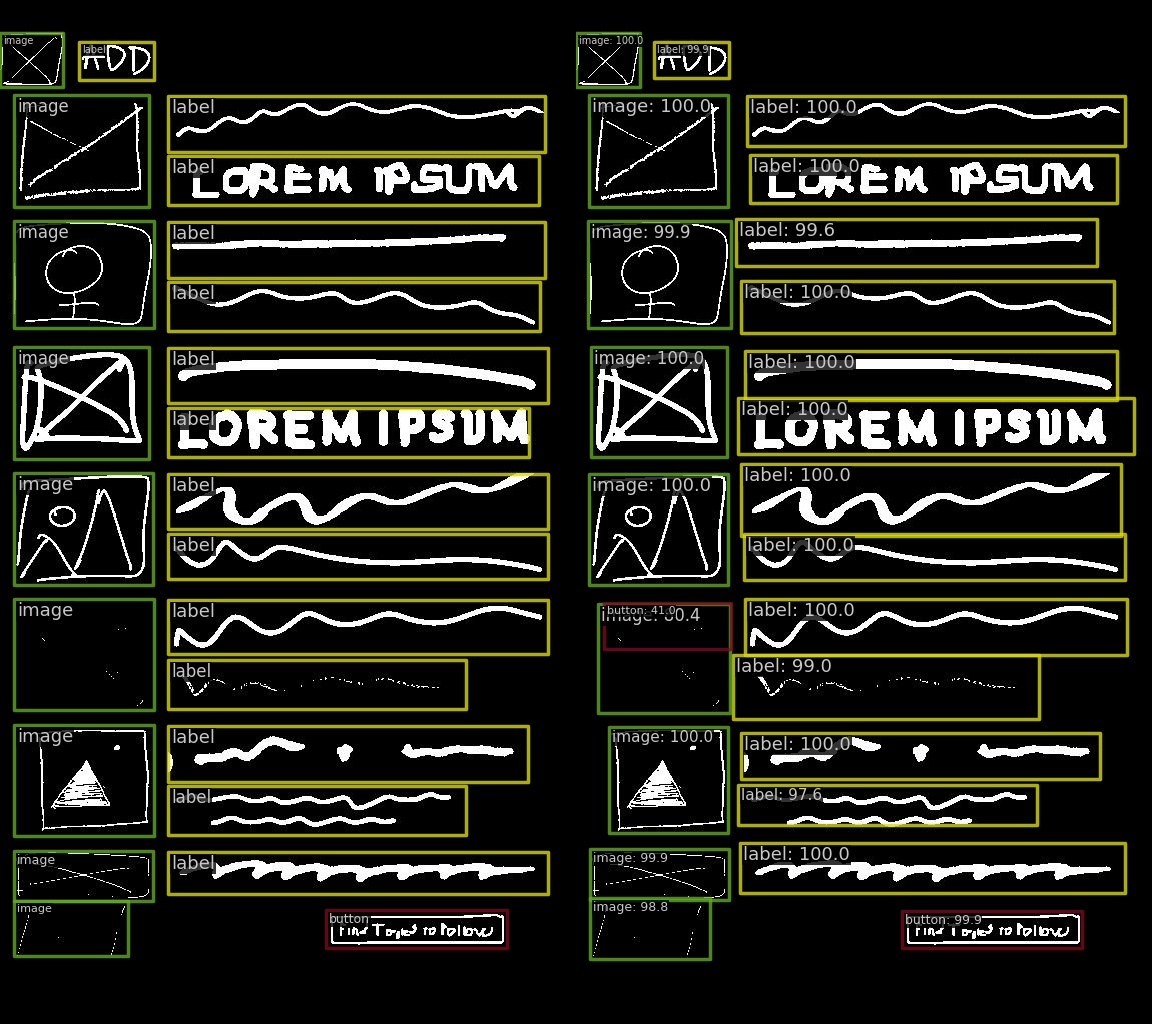 image
label
ADD
image
label
label
LOREM IPSUM
image
label
label
image
label
label
LOREM IPSUM
image
label
label
image
label
label
image
label
label
image
label
image
button
Find Topics to Follow
image: 100.0
label: 99.9
ADD
image: 100.0
label: 100.0
label: 100.0
LOREM IPSUM
image: 99.9
label: 99.6
label: 100.0
image: 100.0
label: 100.0
label: 100.0
LOREM IPSUM
image: 100.0
label: 100.0
label: 100.0
button: 41.0
image: 80.4
label: 100.0
label: 99.0
image: 100.0
label: 100.0
label: 97.6
image: 99.9
label: 100.0
image: 98.8
button: 99.9
Find Topics to Follow